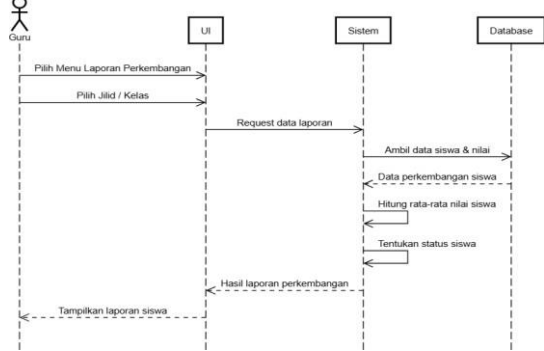 Guru
UI
Sistem
Database
Pilih Menu Laporan Perkembangan
Pilih Jilid / Kelas
Request data laporan
Ambil data siswa & nilai
Data perkembangan siswa
Hitung rata-rata nilai siswa
Tentukan status siswa
Hasil laporan perkembangan
Tampilkan laporan siswa